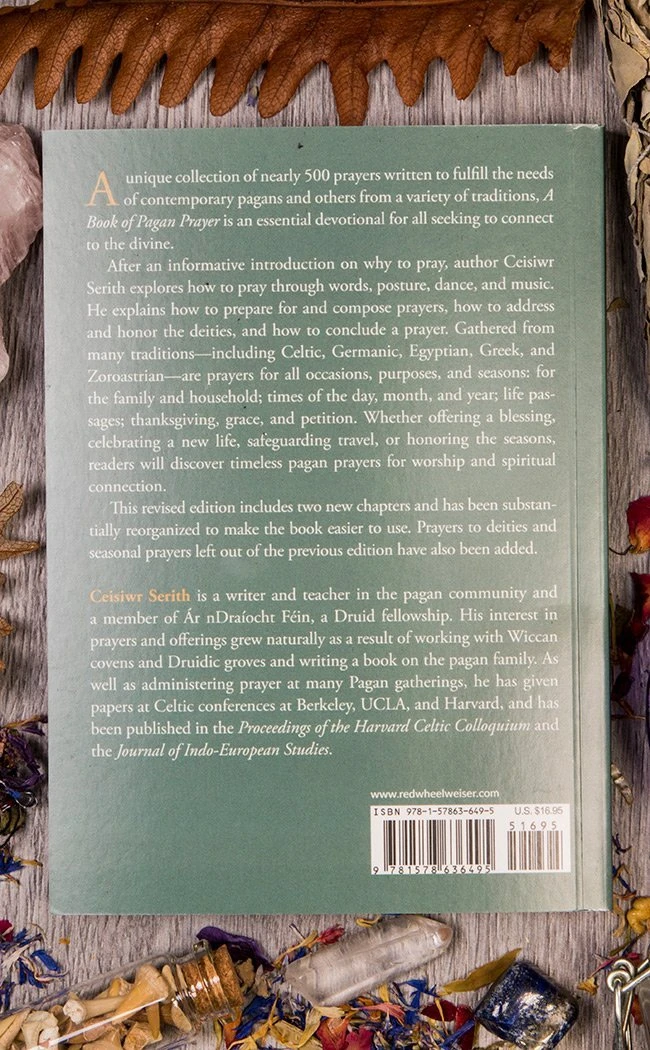 A unique collection of nearly 500 prayers written to fulfill the needs
of contemporary pagans and others from a variety of traditions, A
Book of Pagan Prayer is an essential devotional for all seeking to connect
to the divine.
After an informative introduction on why to pray, author Ceisiwr
Serith explores how to pray through words, posture, dance, and music.
He explains how to prepare for and compose prayers, how to address
and honor the deities, and how to conclude a prayer. Gathered from
many traditions—including Celtic, Germanic, Egyptian, Greek, and
Zoroastrian—are prayers for all occasions, purposes, and seasons: for
the family and household; times of the day, month, and year; life pas-
sages; thanksgiving, grace, and petition. Whether offering a blessing,
celebrating a new life, safeguarding travel, or honoring the seasons,
readers will discover timeless pagan prayers for worship and spiritual
connection.
This revised edition includes two new chapters and has been substan-
tially reorganized to make the book easier to use. Prayers to deities and
seasonal prayers left out of the previous edition have also been added.
Ceisiwr Serith is a writer and teacher in the pagan community and
a member of Ár nDraíocht Féin, a Druid fellowship. His interest in
prayers and offerings grew naturally as a result of working with Wiccan
covens and Druidic groves and writing a book on the pagan family. As
well as administering prayer at many Pagan gatherings, he has given
papers at Celtic conferences at Berkeley, UCLA, and Harvard, and has
been published in the Proceedings of the Harvard Celtic Colloquium and
the Journal of Indo-European Studies.
www.redwheelweiser.com
ISBN 978-1-57863-649-5 U.S. $16.95
51695
9 781578 636495